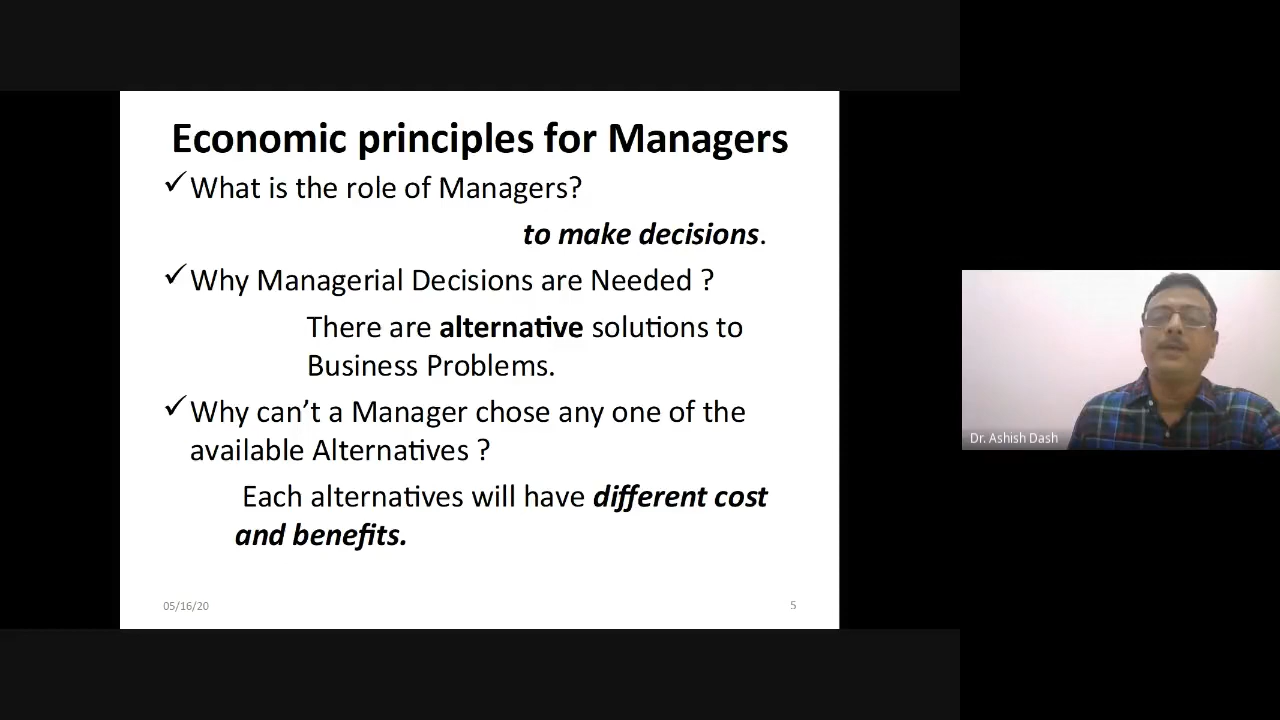 Economic principles for Managers
✓What is the role of Managers?
to make decisions.
✓Why Managerial Decisions are Needed ?
There are alternative solutions to
Business Problems.
✓Why can’t a Manager chose any one of the
available Alternatives ?
Each alternatives will have different cost
and benefits.
05/16/20
5
Dr. Ashish Dash